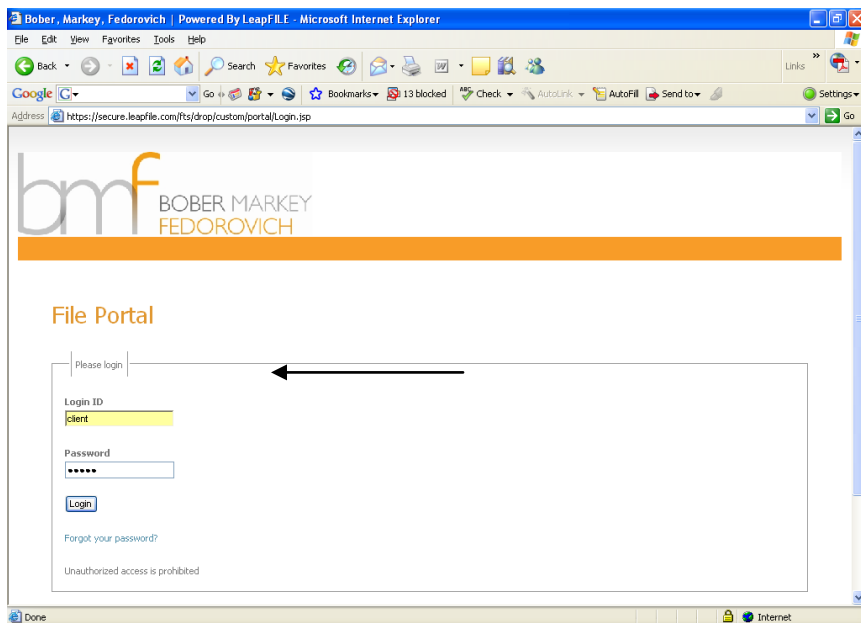 Bober, Markey, Fedorovich | Powered By LeapFILE - Microsoft Internet Explorer
File Edit View Favorites Tools Help
Back Search Favorites W Links »
Google G Go Bookmarks 13 blocked ABC Check AutoLink AutoFill Send to Settings
Address https://secure.leapfile.com/fts/drop/custom/portal/Login.jsp Go
bmf BOBER MARKEY
FEDOROVICH
File Portal
Please login
Login ID
client
Password
•••••
Login
Forgot your password?
Unauthorized access is prohibited
Done Internet